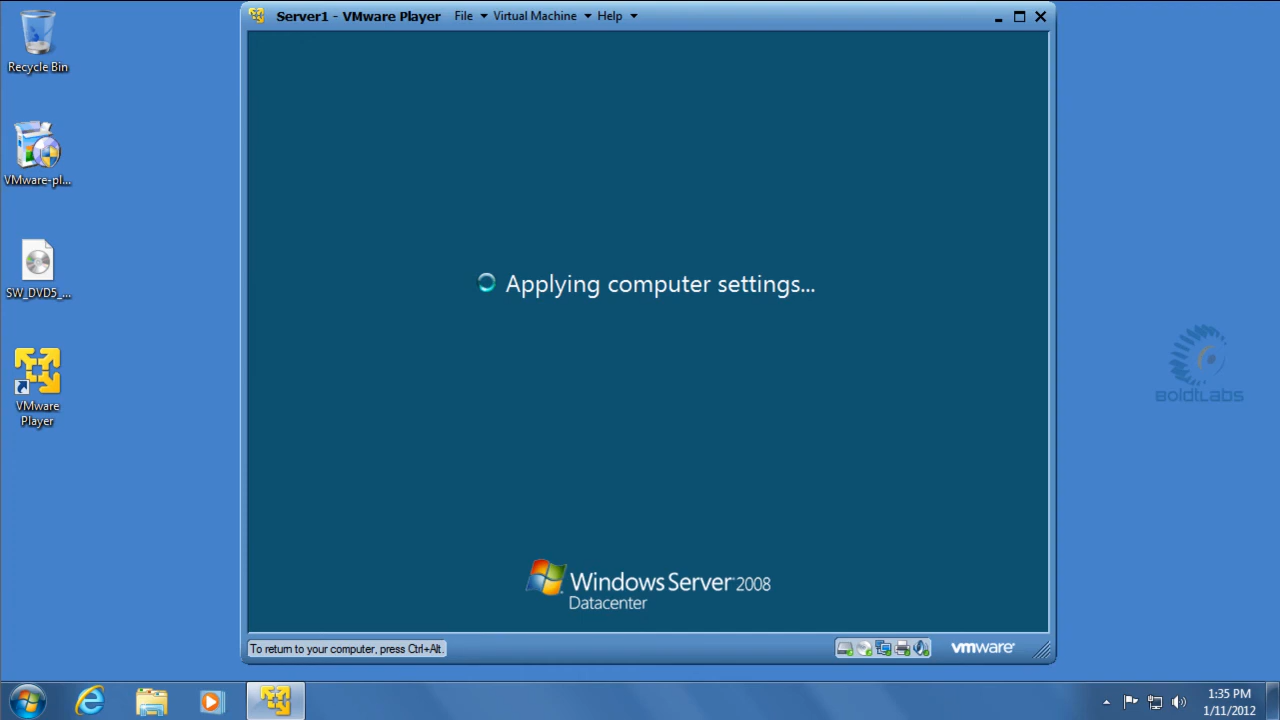 Recycle Bin
VMware-pl...
SW_DVD5_...
VMware
Player
Server1 - VMware Player
File
Virtual Machine
Help
Applying computer settings...
Windows Server 2008
Datacenter
To return to your computer, press Ctrl+Alt.
vmware
BOLDTLABS
1:35 PM
1/11/2012